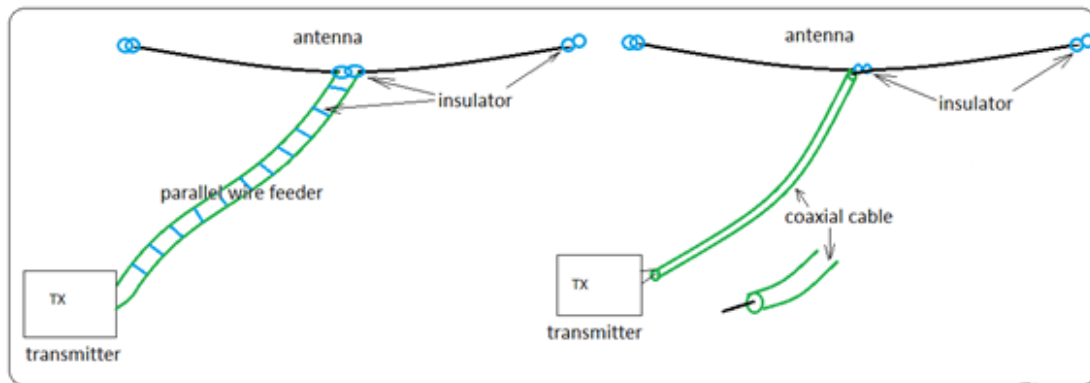 antenna
insulator
parallel wire feeder
TX
transmitter
antenna
insulator
coaxial cable
TX
transmitter